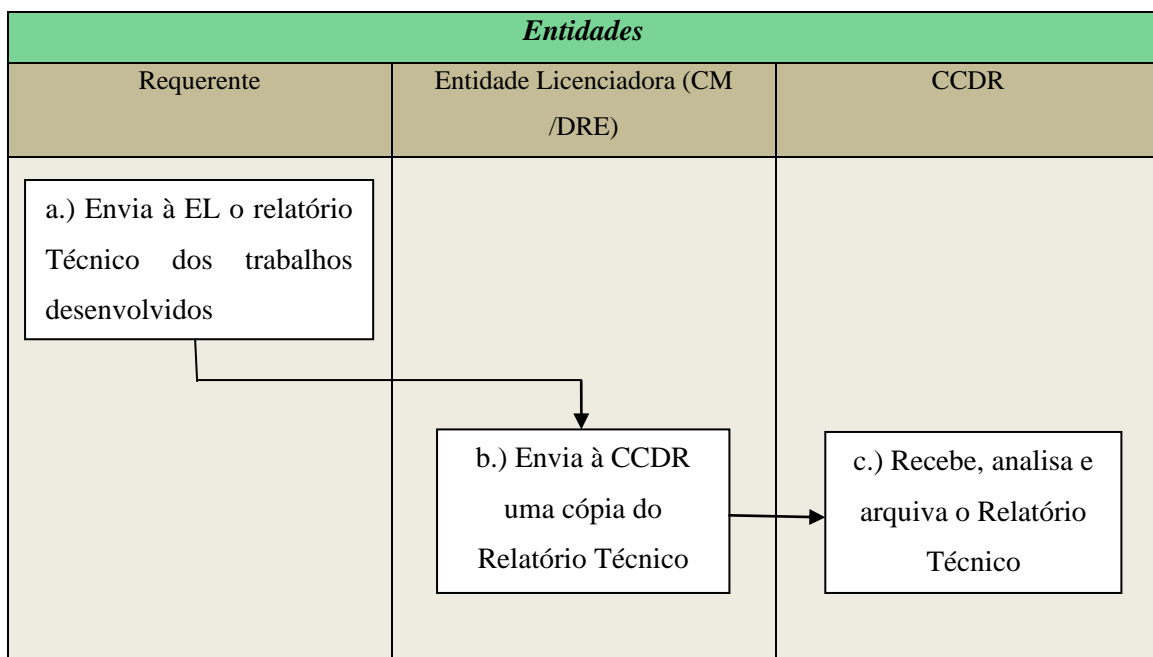 Entidades
Requerente
Entidade Licenciadora (CM
/DRE)
CCDR
a.) Envia à EL o relatório
Técnico dos trabalhos
desenvolvidos
b.) Envia à CCDR
uma cópia do
Relatório Técnico
c.) Recebe, analisa e
arquiva o Relatório
Técnico